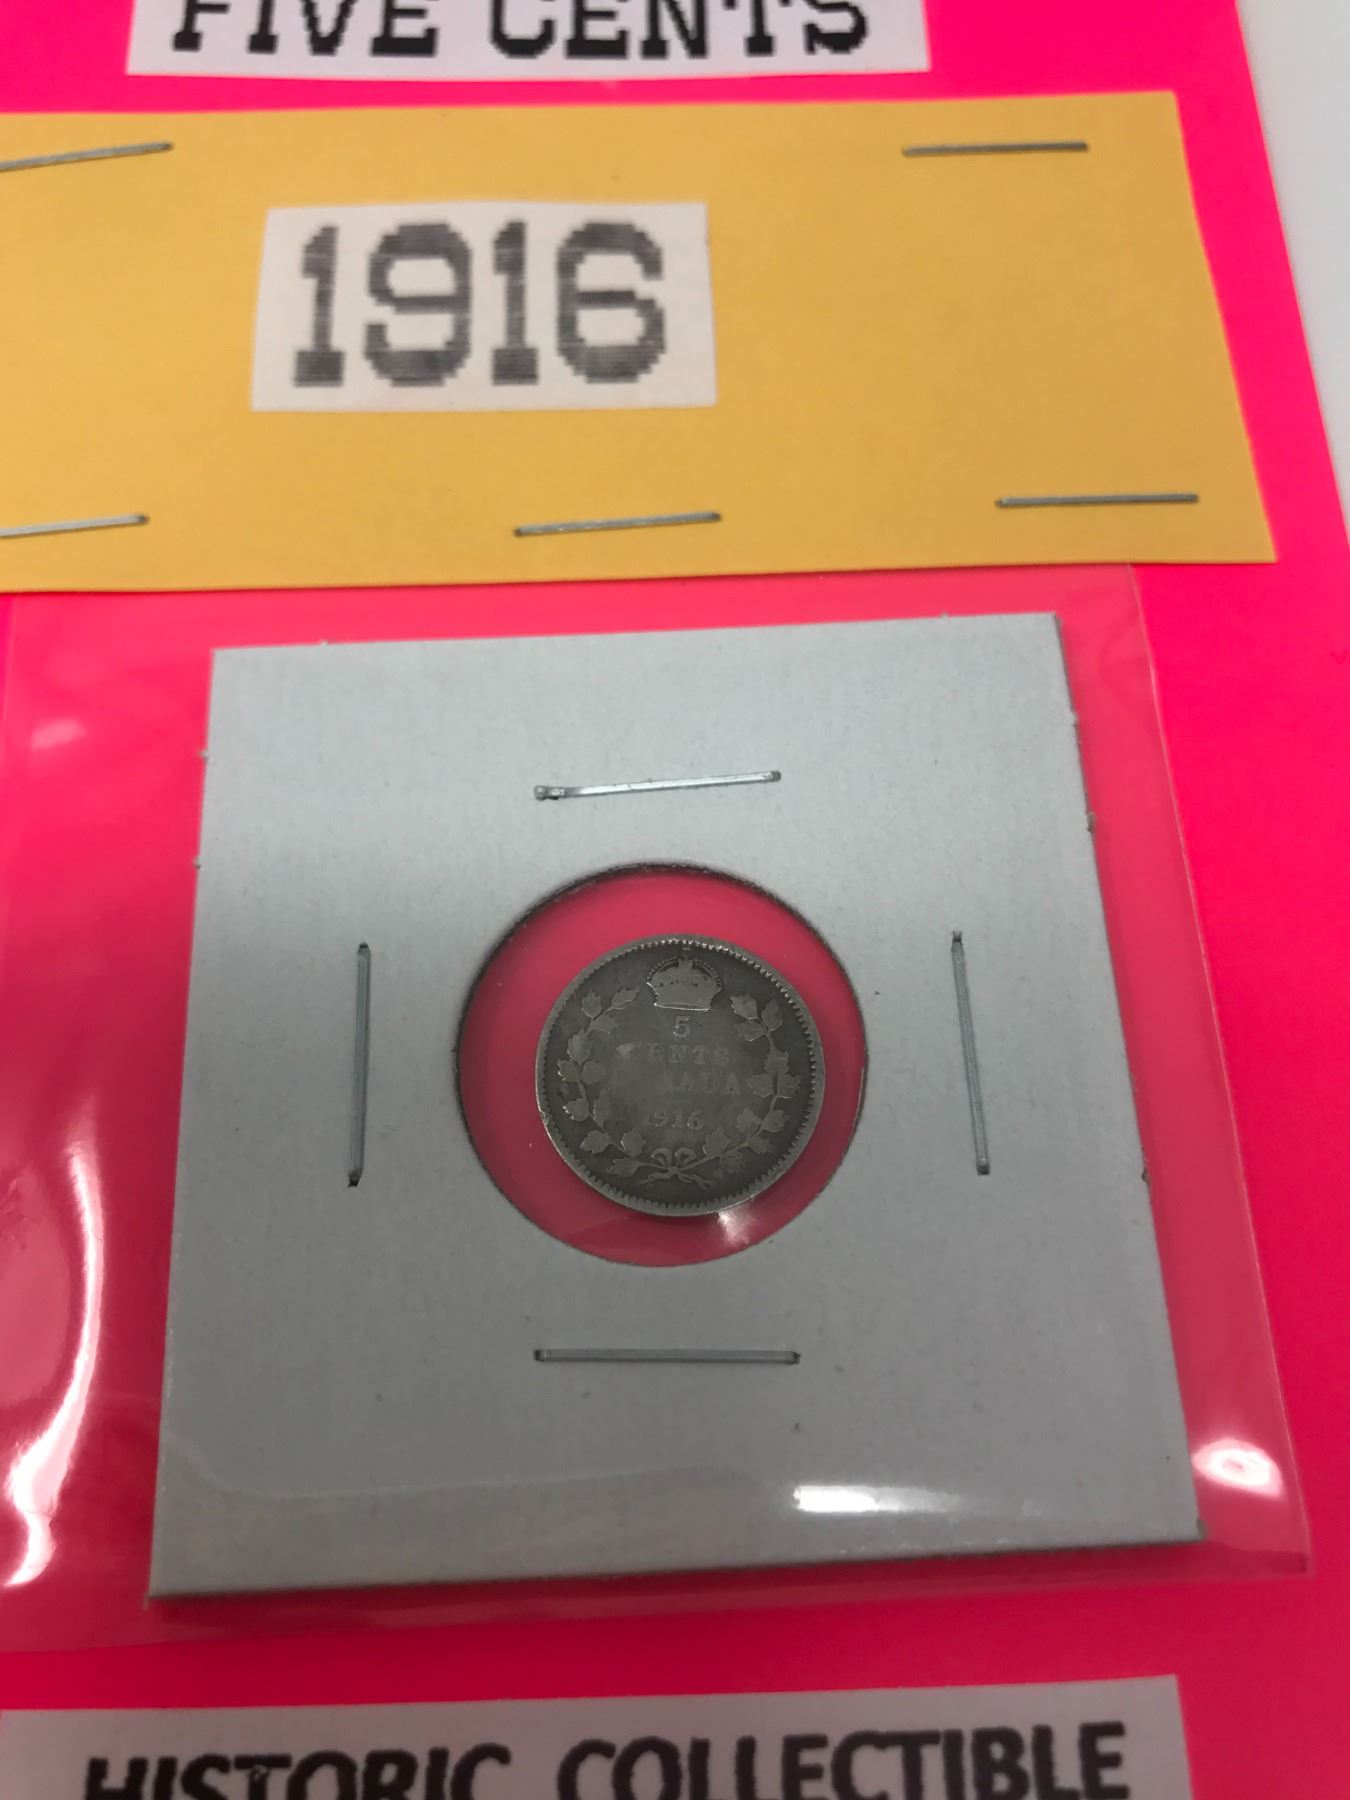 FIVE CENTS
1916
5
CENTS
CANADA
1916
HISTORIC COLLECTIBLE